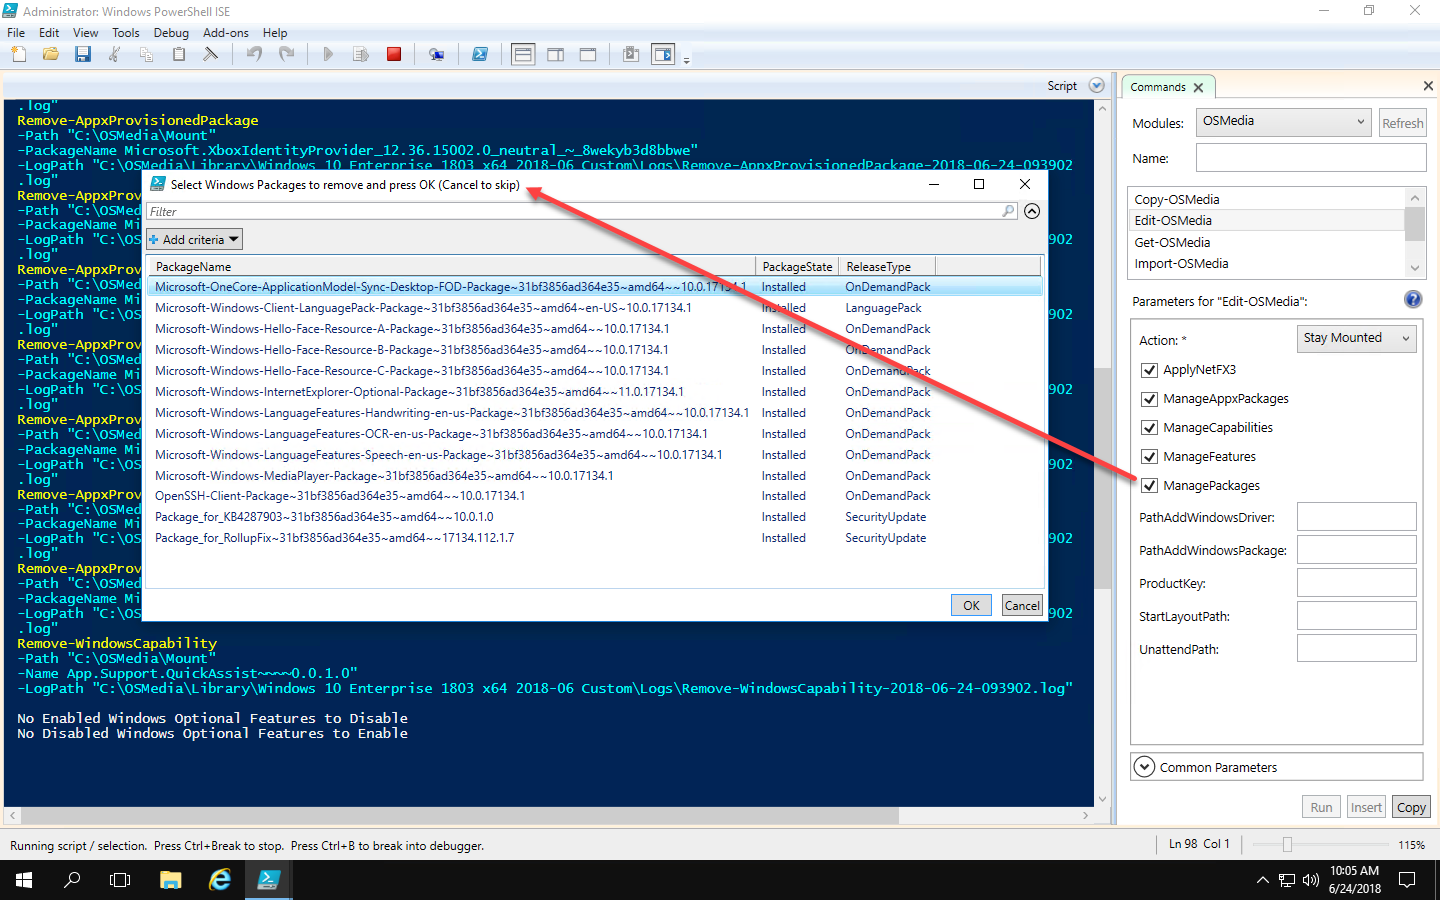 Administrator: Windows PowerShell ISE
File Edit View Tools Debug Add-ons Help
Script
.log"
Remove-AppxProvisionedPackage
-Path "C:\OSMedia\Mount"
-PackageName Microsoft.XboxIdentityProvider_12.36.15002.0_neutral_~_8wekyb3d8bbwe"
-LogPath "C:\OSMedia\Library\Windows 10 Enterprise 1803 x64 2018-06 Custom\Logs\Remove-AppxProvisionedPackage-2018-06-24-093902
.log"
Remove-AppxProv
-Path "C:\OSMed
-PackageName Mi
-LogPath "C:\OS
902
.log"
Remove-AppxProv
-Path "C:\OSMed
-PackageName Mi
-LogPath "C:\OS
902
.log"
Remove-AppxProv
-Path "C:\OSMed
-PackageName Mi
-LogPath "C:\OS
902
.log"
Remove-AppxProv
-Path "C:\OSMed
-PackageName Mi
-LogPath "C:\OS
902
.log"
Remove-AppxProv
-Path "C:\OSMed
-PackageName Mi
-LogPath "C:\OS
902
.log"
Remove-AppxProv
-Path "C:\OSMed
-PackageName Mi
-LogPath "C:\OS
902
.log"
Remove-WindowsCapability
-Path "C:\OSMedia\Mount"
-Name App.Support.QuickAssist~~~~0.0.1.0"
-LogPath "C:\OSMedia\Library\Windows 10 Enterprise 1803 x64 2018-06 Custom\Logs\Remove-WindowsCapability-2018-06-24-093902.log"
No Enabled Windows Optional Features to Disable
No Disabled Windows Optional Features to Enable
Select Windows Packages to remove and press OK (Cancel to skip)
Filter
Add criteria
PackageName PackageState ReleaseType
Microsoft-OneCore-ApplicationModel-Sync-Desktop-FOD-Package~31bf3856ad364e35~amd64~~10.0.17134.1 Installed OnDemandPack
Microsoft-Windows-Client-LanguagePack-Package~31bf3856ad364e35~amd64~en-US~10.0.17134.1 Installed LanguagePack
Microsoft-Windows-Hello-Face-Resource-A-Package~31bf3856ad364e35~amd64~~10.0.17134.1 Installed OnDemandPack
Microsoft-Windows-Hello-Face-Resource-B-Package~31bf3856ad364e35~amd64~~10.0.17134.1 Installed OnDemandPack
Microsoft-Windows-Hello-Face-Resource-C-Package~31bf3856ad364e35~amd64~~10.0.17134.1 Installed OnDemandPack
Microsoft-Windows-InternetExplorer-Optional-Package~31bf3856ad364e35~amd64~~11.0.17134.1 Installed OnDemandPack
Microsoft-Windows-LanguageFeatures-Handwriting-en-us-Package~31bf3856ad364e35~amd64~~10.0.17134.1 Installed OnDemandPack
Microsoft-Windows-LanguageFeatures-OCR-en-us-Package~31bf3856ad364e35~amd64~~10.0.17134.1 Installed OnDemandPack
Microsoft-Windows-LanguageFeatures-Speech-en-us-Package~31bf3856ad364e35~amd64~~10.0.17134.1 Installed OnDemandPack
Microsoft-Windows-MediaPlayer-Package~31bf3856ad364e35~amd64~~10.0.17134.1 Installed OnDemandPack
OpenSSH-Client-Package~31bf3856ad364e35~amd64~~10.0.17134.1 Installed OnDemandPack
Package_for_KB4287903~31bf3856ad364e35~amd64~~10.0.1.0 Installed SecurityUpdate
Package_for_RollupFix~31bf3856ad364e35~amd64~~17134.112.1.7 Installed SecurityUpdate
OK Cancel
Commands
Modules: OSMedia Refresh
Name:
Copy-OSMedia
Edit-OSMedia
Get-OSMedia
Import-OSMedia
Parameters for "Edit-OSMedia":
Action: * Stay Mounted
ApplyNetFX3
ManageAppxPackages
ManageCapabilities
ManageFeatures
ManagePackages
PathAddWindowsDriver:
PathAddWindowsPackage:
ProductKey:
StartLayoutPath:
UnattendPath:
Common Parameters
Run Insert Copy
Running script / selection. Press Ctrl+Break to stop. Press Ctrl+B to break into debugger.
Ln 98 Col 1
115%
10:05 AM
6/24/2018